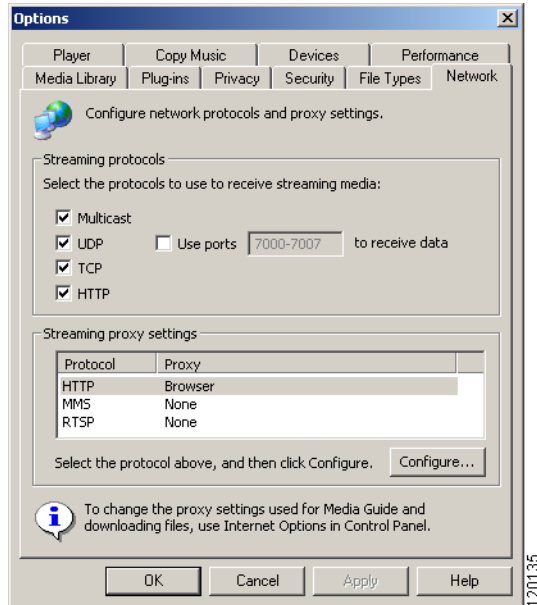 Options
Player Copy Music Devices Performance
Media Library Plug-ins Privacy Security File Types Network
Configure network protocols and proxy settings.
Streaming protocols
Select the protocols to use to receive streaming media:
Multicast
UDP Use ports 7000-7007 to receive data
TCP
HTTP
Streaming proxy settings
Protocol Proxy
HTTP Browser
MMS None
RTSP None
Select the protocol above, and then click Configure. Configure...
To change the proxy settings used for Media Guide and
downloading files, use Internet Options in Control Panel.
OK Cancel Apply Help
120135